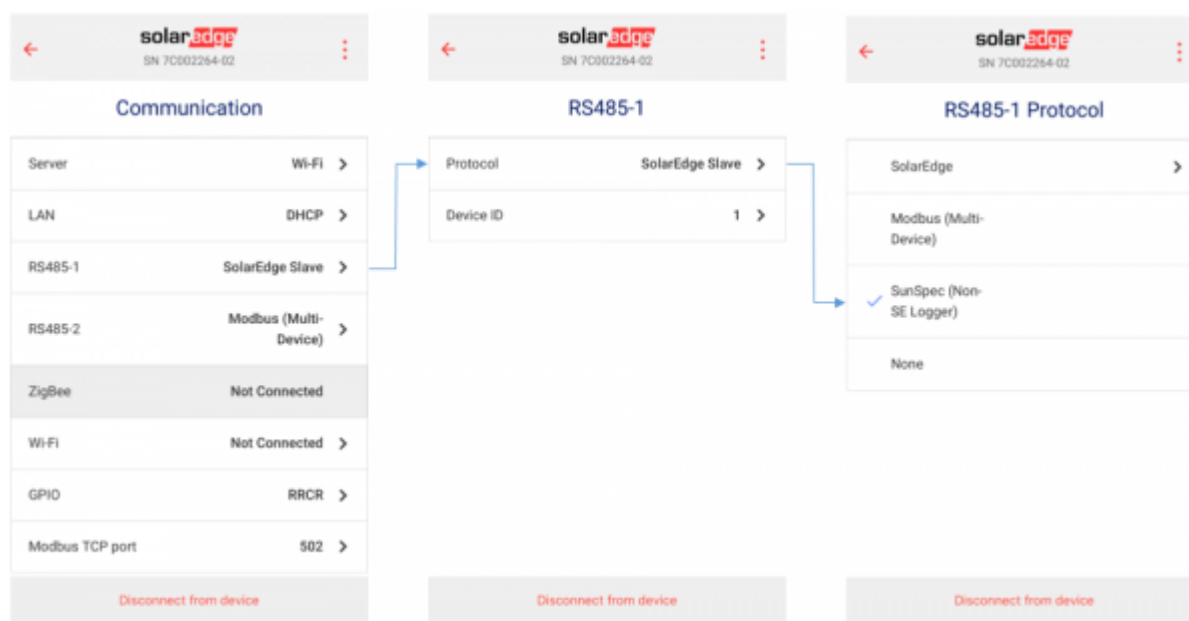 solaredge
SN 7C002264-02
Communication
Server Wi-Fi
LAN DHCP
RS485-1 SolarEdge Slave
RS485-2 Modbus (Multi-
Device)
ZigBee Not Connected
Wi-Fi Not Connected
GPIO RRCR
Modbus TCP port 502
Disconnect from device
solaredge
SN 7C002264-02
RS485-1
Protocol SolarEdge Slave
Device ID 1
Disconnect from device
solaredge
SN 7C002264-02
RS485-1 Protocol
SolarEdge
Modbus (Multi-
Device)
SunSpec (Non-
SE Logger)
None
Disconnect from device